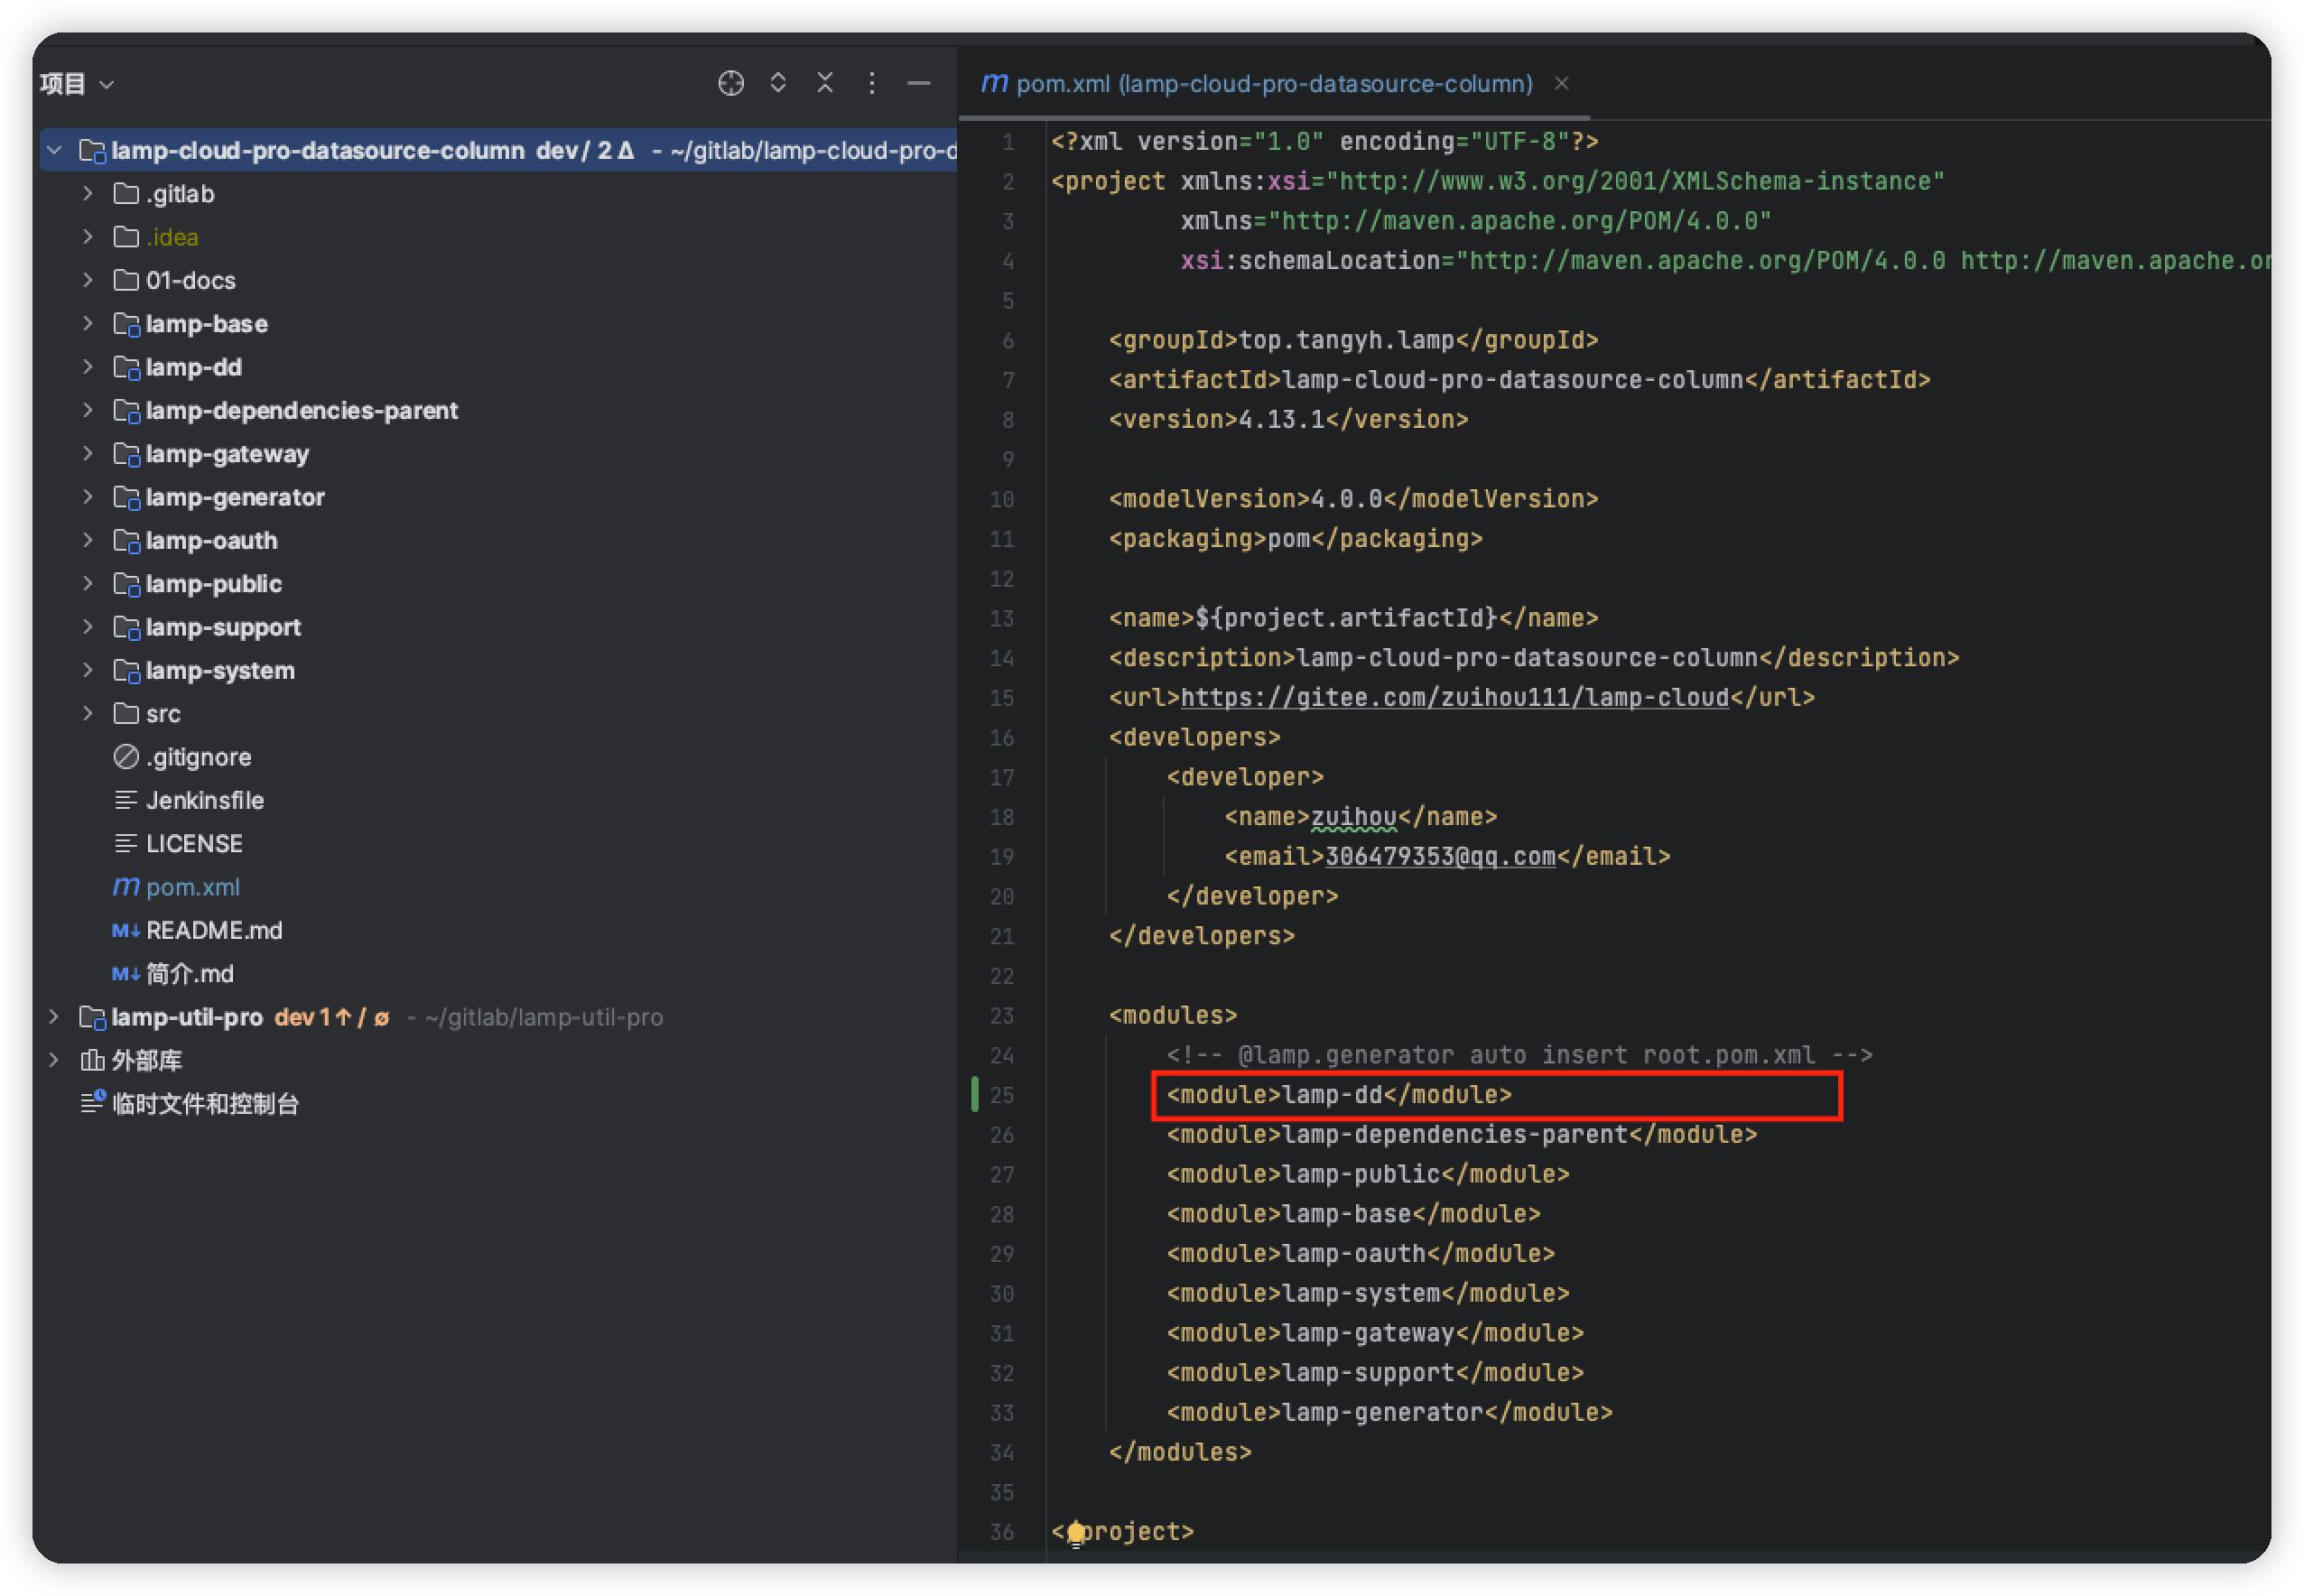 项目
lamp-cloud-pro-datasource-column dev/ 2 Δ - ~/gitlab/lamp-cloud-pro-d
.gitlab
.idea
01-docs
lamp-base
lamp-dd
lamp-dependencies-parent
lamp-gateway
lamp-generator
lamp-oauth
lamp-public
lamp-support
lamp-system
src
.gitignore
Jenkinsfile
LICENSE
m pom.xml
M↓ README.md
M↓ 简介.md
lamp-util-pro dev 1↑ / ø - ~/gitlab/lamp-util-pro
外部库
临时文件和控制台
m pom.xml (lamp-cloud-pro-datasource-column)
1 <?xml version="1.0" encoding="UTF-8"?>
2 <project xmlns:xsi="http://www.w3.org/2001/XMLSchema-instance"
3 xmlns="http://maven.apache.org/POM/4.0.0"
4 xsi:schemaLocation="http://maven.apache.org/POM/4.0.0 http://maven.apache.or
5
6 <groupId>top.tangyh.lamp</groupId>
7 <artifactId>lamp-cloud-pro-datasource-column</artifactId>
8 <version>4.13.1</version>
9
10 <modelVersion>4.0.0</modelVersion>
11 <packaging>pom</packaging>
12
13 <name>${project.artifactId}</name>
14 <description>lamp-cloud-pro-datasource-column</description>
15 <url>https://gitee.com/zuihou111/lamp-cloud</url>
16 <developers>
17 <developer>
18 <name>zuihou</name>
19 <email>306479353@qq.com</email>
20 </developer>
21 </developers>
22
23 <modules>
24 <!-- @lamp.generator auto insert root.pom.xml -->
25 <module>lamp-dd</module>
26 <module>lamp-dependencies-parent</module>
27 <module>lamp-public</module>
28 <module>lamp-base</module>
29 <module>lamp-oauth</module>
30 <module>lamp-system</module>
31 <module>lamp-gateway</module>
32 <module>lamp-support</module>
33 <module>lamp-generator</module>
34 </modules>
35
36 </project>